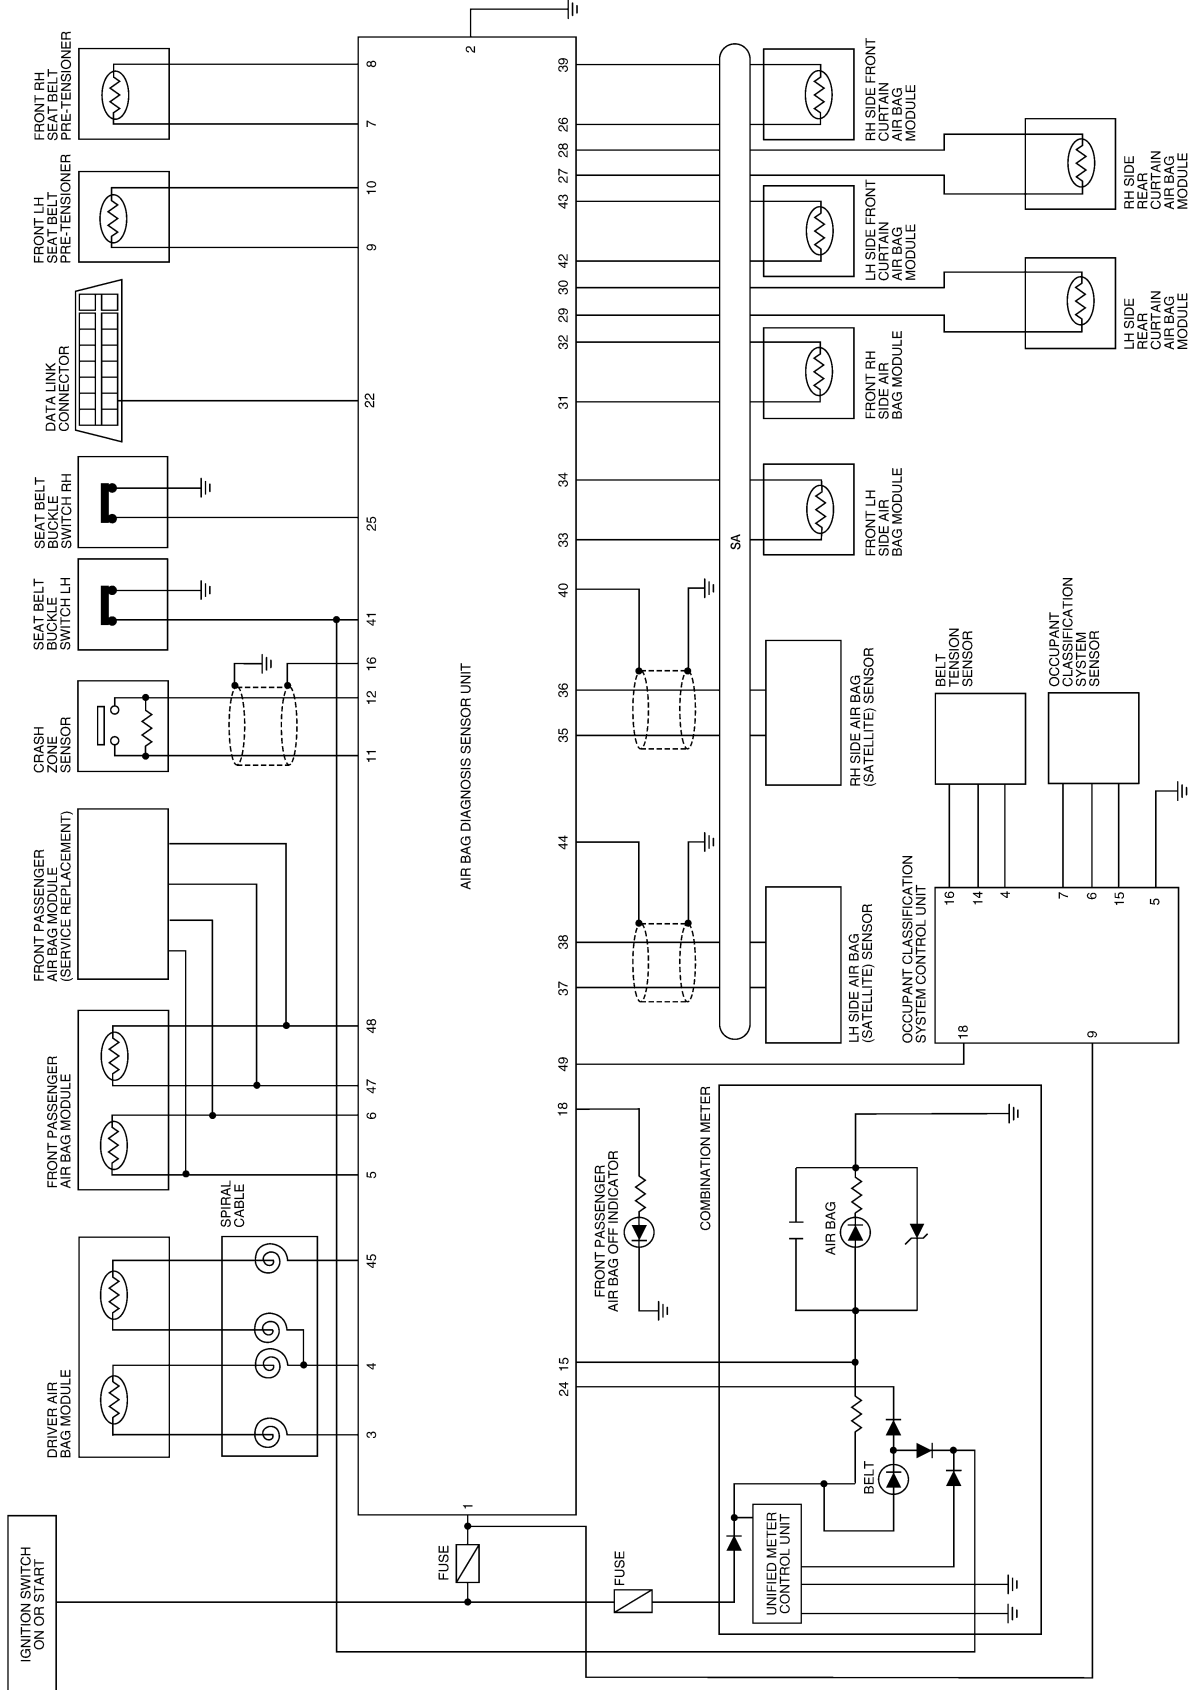 IGNITION SWITCH
ON OR START
DRIVER AIR
BAG MODULE
FRONT PASSENGER
AIR BAG MODULE
FRONT PASSENGER
AIR BAG MODULE
(SERVICE REPLACEMENT)
CRASH
ZONE
SENSOR
SEAT BELT
BUCKLE
SWITCH LH
SEAT BELT
BUCKLE
SWITCH RH
DATA LINK
CONNECTOR
FRONT LH
SEAT BELT
PRE-TENSIONER
FRONT RH
SEAT BELT
PRE-TENSIONER
SPIRAL
CABLE
3
4
45
5
6
47
48
11
12
16
41
25
22
9
10
7
8
FUSE
1
AIR BAG DIAGNOSIS SENSOR UNIT
2
24
15
18
49
37
38
44
35
36
40
33
34
31
32
29
30
42
43
27
28
26
39
FUSE
FRONT PASSENGER
AIR BAG OFF INDICATOR
COMBINATION METER
SA
UNIFIED METER
CONTROL UNIT
BELT
AIR BAG
LH SIDE AIR BAG
(SATELLITE) SENSOR
RH SIDE AIR BAG
(SATELLITE) SENSOR
FRONT LH
SIDE AIR
BAG MODULE
FRONT RH
SIDE AIR
BAG MODULE
LH SIDE FRONT
CURTAIN
AIR BAG
MODULE
RH SIDE FRONT
CURTAIN
AIR BAG
MODULE
OCCUPANT CLASSIFICATION
SYSTEM CONTROL UNIT
18
9
16
14
4
7
6
15
5
BELT
TENSION
SENSOR
OCCUPANT
CLASSIFICATION
SYSTEM
SENSOR
LH SIDE
REAR
CURTAIN
AIR BAG
MODULE
RH SIDE
REAR
CURTAIN
AIR BAG
MODULE